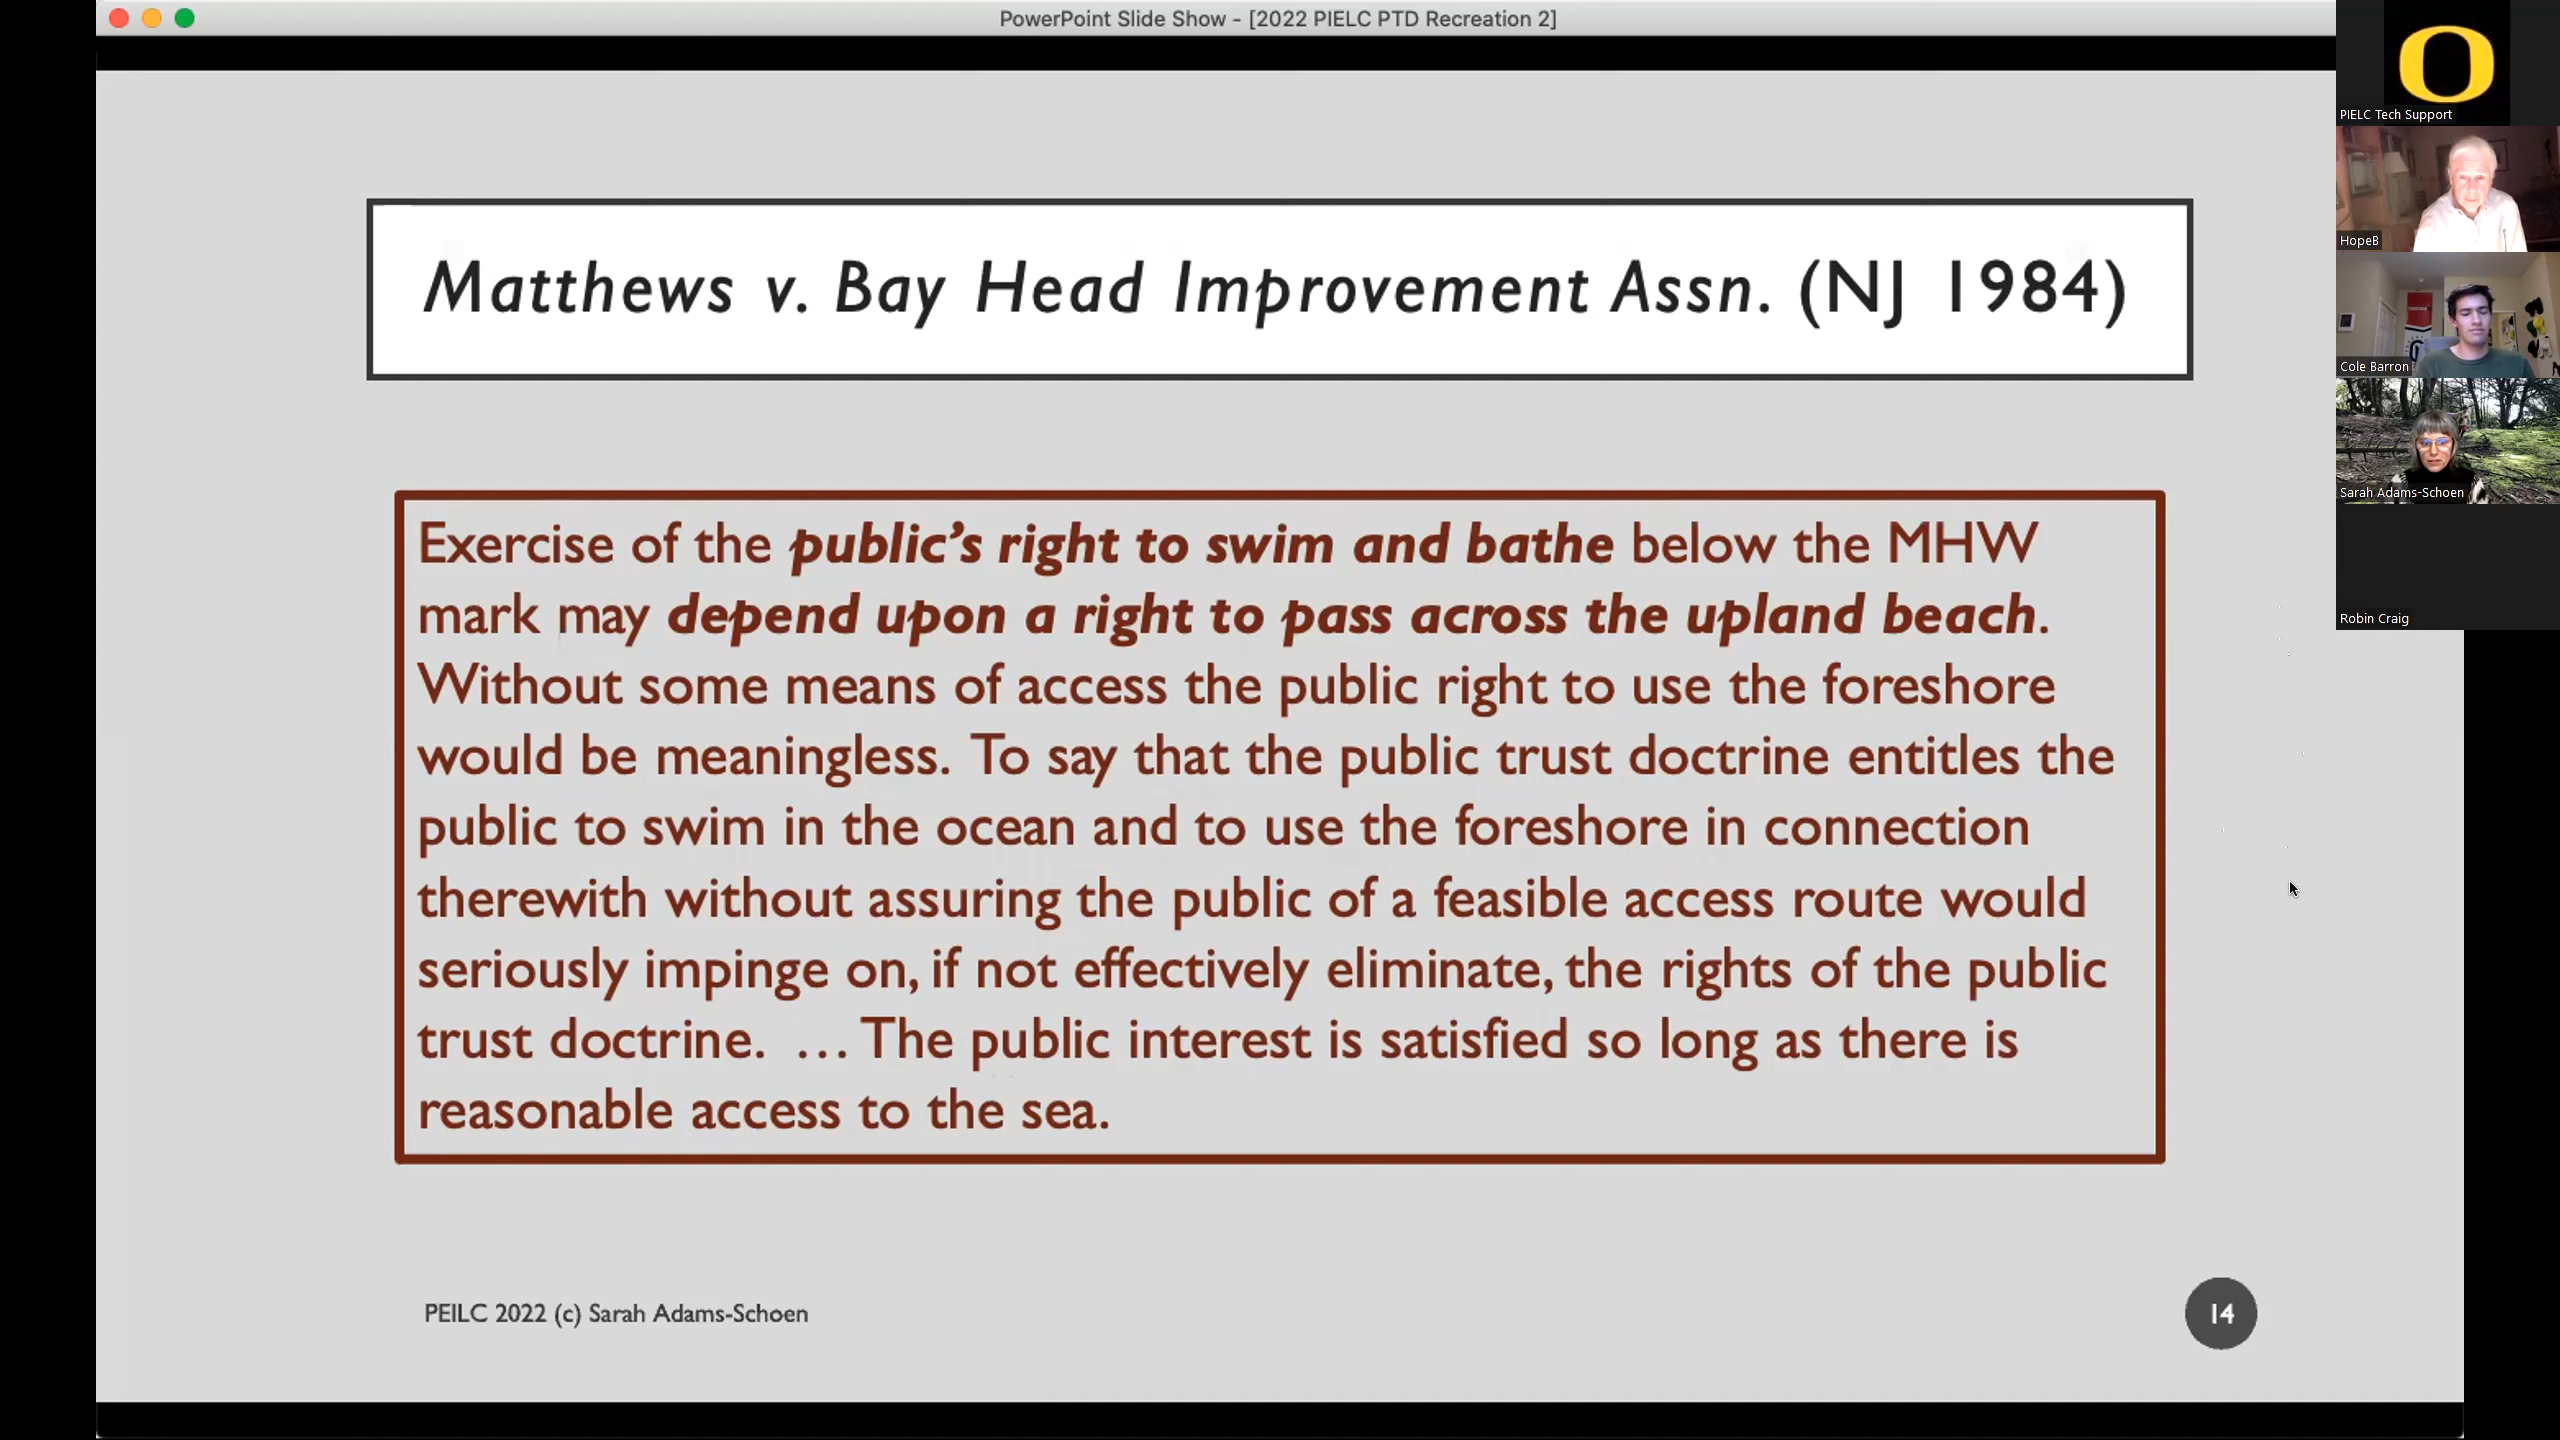 PowerPoint Slide Show - [2022 PIELC PTD Recreation 2]
O
PIELC Tech Support
HopeB
Cole Barron
Sarah Adams-Schoen
Robin Craig
Matthews v. Bay Head Improvement Assn. (NJ 1984)
Exercise of the public’s right to swim and bathe below the MHW
mark may depend upon a right to pass across the upland beach.
Without some means of access the public right to use the foreshore
would be meaningless. To say that the public trust doctrine entitles the
public to swim in the ocean and to use the foreshore in connection
therewith without assuring the public of a feasible access route would
seriously impinge on, if not effectively eliminate, the rights of the public
trust doctrine. … The public interest is satisfied so long as there is
reasonable access to the sea.
PEILC 2022 (c) Sarah Adams-Schoen
14